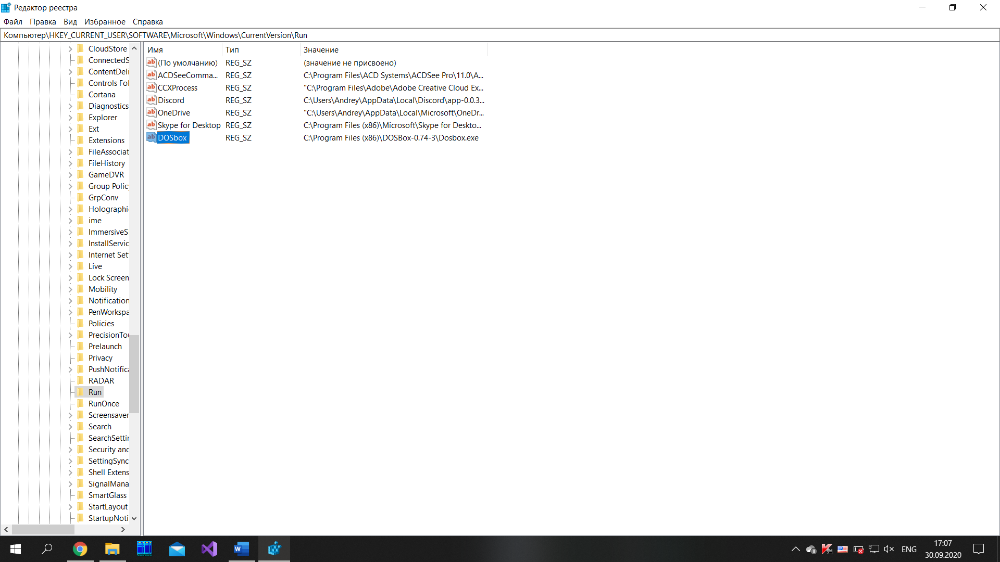 Редактор реестра
Файл Правка Вид Избранное Справка
Компьютер\HKEY_CURRENT_USER\SOFTWARE\Microsoft\Windows\CurrentVersion\Run
CloudStore
ConnectedS
ContentDeli
Controls Fol
Cortana
Diagnostics
Explorer
Ext
Extensions
FileAssociat
FileHistory
GameDVR
Group Policy
GrpConv
Holographi
ime
ImmersiveS
InstallServic
Internet Set
Live
Lock Screen
Mobility
Notification
PenWorkspa
Policies
PrecisionTou
Prelaunch
Privacy
PushNotifica
RADAR
Run
RunOnce
Screensaver
Search
SearchSettin
Security and
SettingSync
Shell Extens
SignalMana
SmartGlass
StartLayout
StartupNoti
Имя Тип Значение
(По умолчанию) REG_SZ (значение не присвоено)
ACDSeeComma... REG_SZ C:\Program Files\ACD Systems\ACDSee Pro\11.0\A...
CCXProcess REG_SZ "C:\Program Files\Adobe\Adobe Creative Cloud Ex...
Discord REG_SZ C:\Users\Andrey\AppData\Local\Discord\app-0.0.3...
OneDrive REG_SZ "C:\Users\Andrey\AppData\Local\Microsoft\OneDr...
Skype for Desktop REG_SZ C:\Program Files (x86)\Microsoft\Skype for Deskto...
DOSbox REG_SZ C:\Program Files (x86)\DOSBox-0.74-3\Dosbox.exe
ENG
17:07
30.09.2020